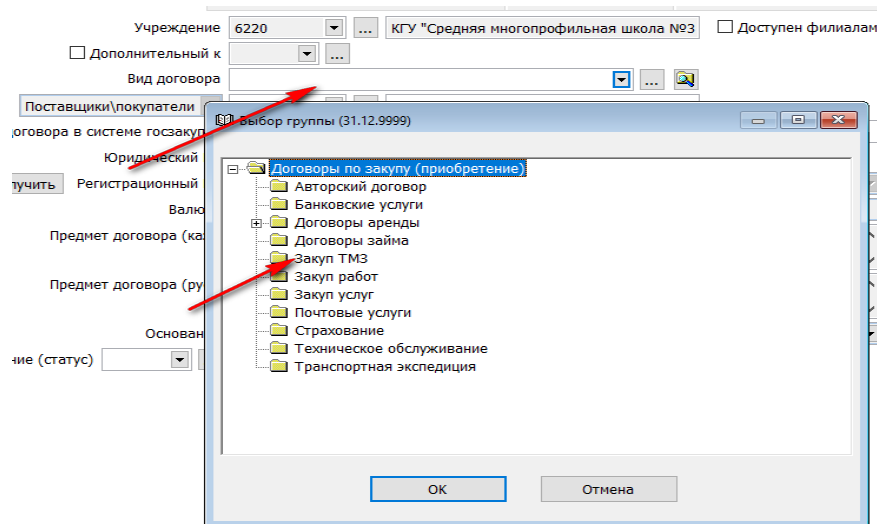 Учреждение 6220 ... КГУ "Средняя многопрофильная школа №3 Доступен филиалам
Дополнительный к ...
Вид договора ...
Поставщики\покупатели
Выбор группы (31.12.9999)
договора в системе госзакуп
Юридический
лучить Регистрационный
Валю
Предмет договора (каз
Предмет договора (ру
Основан
ние (статус)
Договоры по закупу (приобретение)
Авторский договор
Банковские услуги
Договоры аренды
Договоры займа
Закуп ТМЗ
Закуп работ
Закуп услуг
Почтовые услуги
Страхование
Техническое обслуживание
Транспортная экспедиция
ОК Отмена